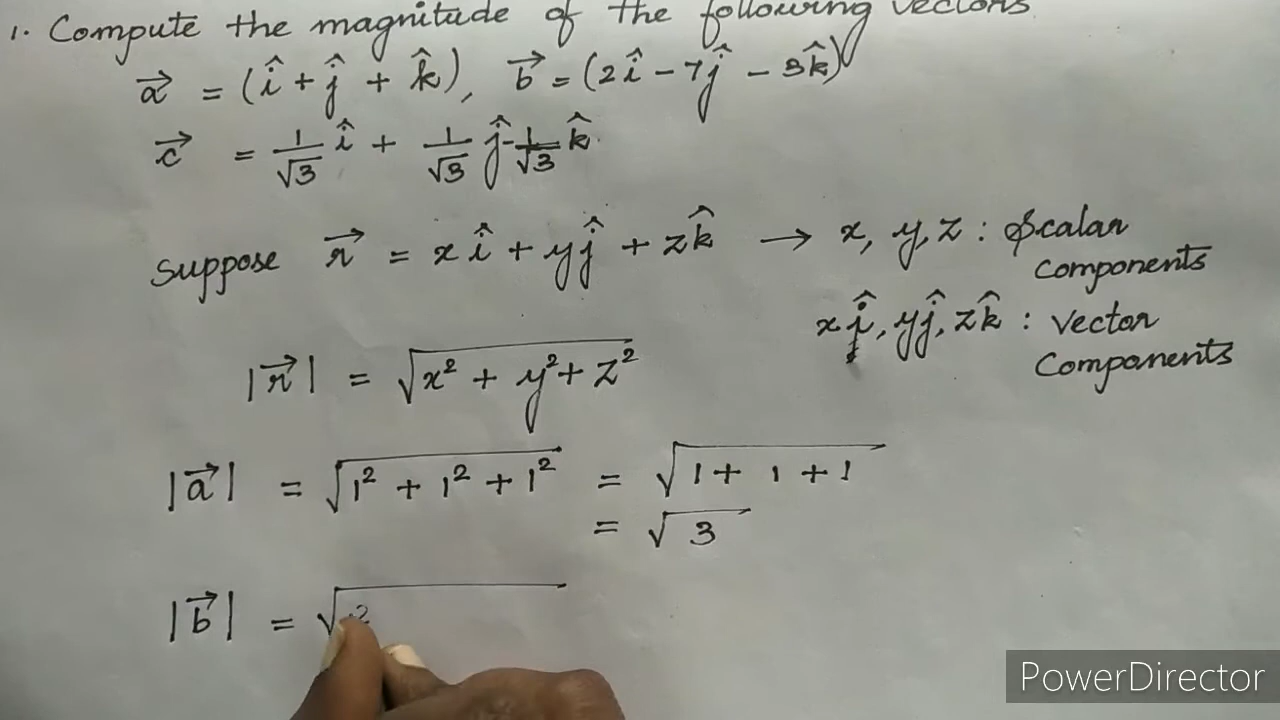 1. Compute the magnitude of the following vectors
→a = (î + ĵ + k̂), →b = (2î - 7ĵ - 3k̂)
→c = 1/√3 î + 1/√3 ĵ - 1/√3 k̂
Suppose →r = xî + yĵ + zk̂ → x, y, z : Scalar
components
xî, yĵ, zk̂ : vector
components
|→r| = √x² + y² + z²
|→a| = √1² + 1² + 1² = √1 + 1 + 1
= √3
|→b| = √
PowerDirector